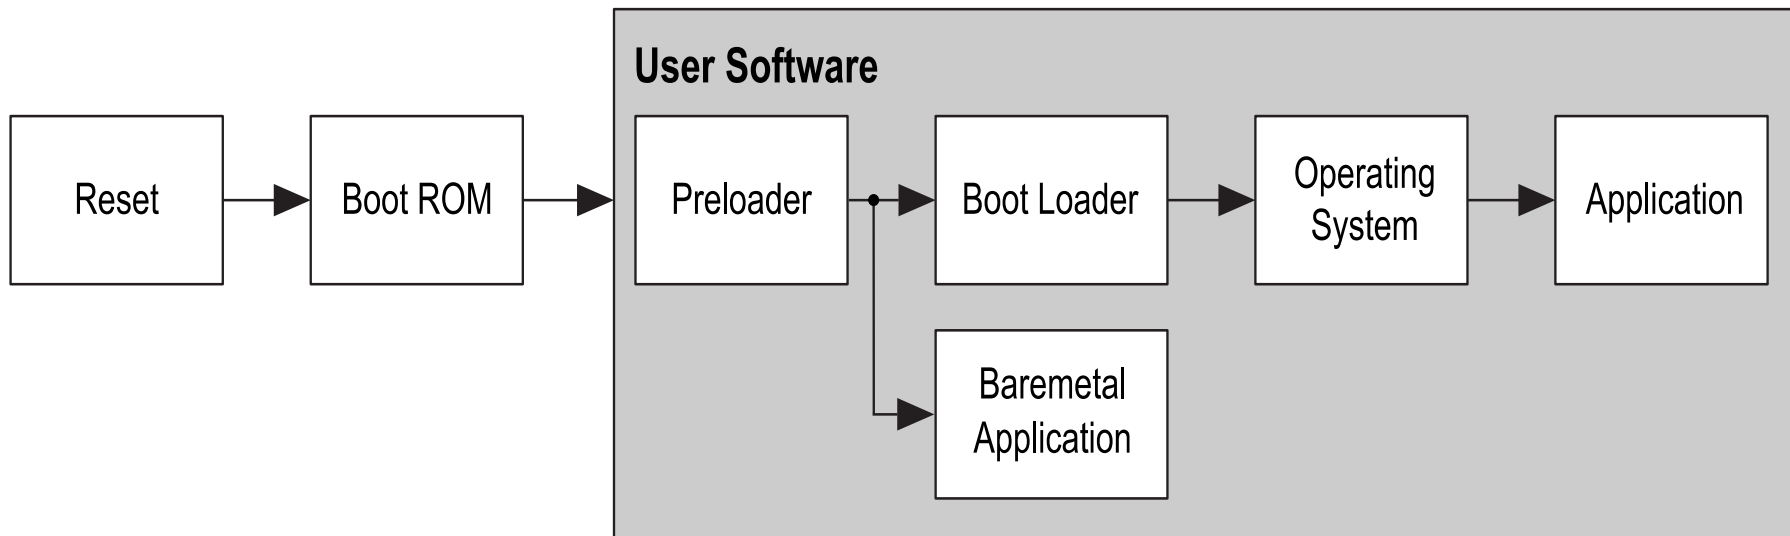 User Software
Reset
Boot ROM
Preloader
Boot Loader
Operating
System
Application
Baremetal
Application